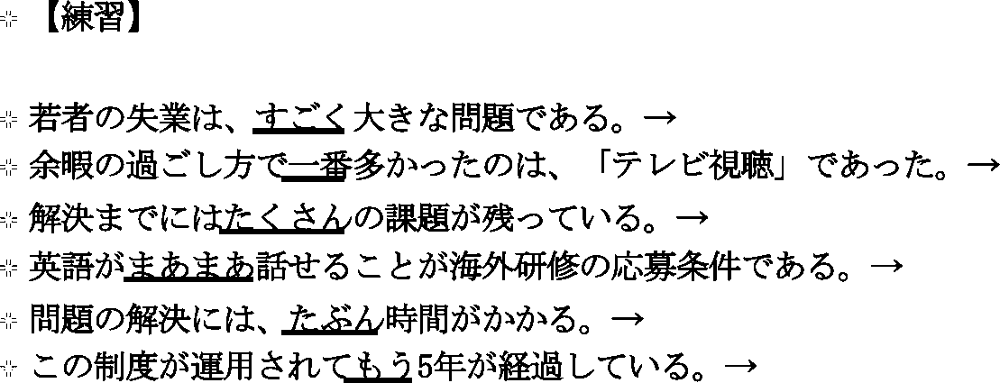 【練習】
若者の失業は、すごく大きな問題である。→
余暇の過ごし方で一番多かったのは、「テレビ視聴」であった。→
解決までにはたくさんの課題が残っている。→
英語がまあまあ話せることが海外研修の応募条件である。→
問題の解決には、たぶん時間がかかる。→
この制度が運用されてもう5年が経過している。→